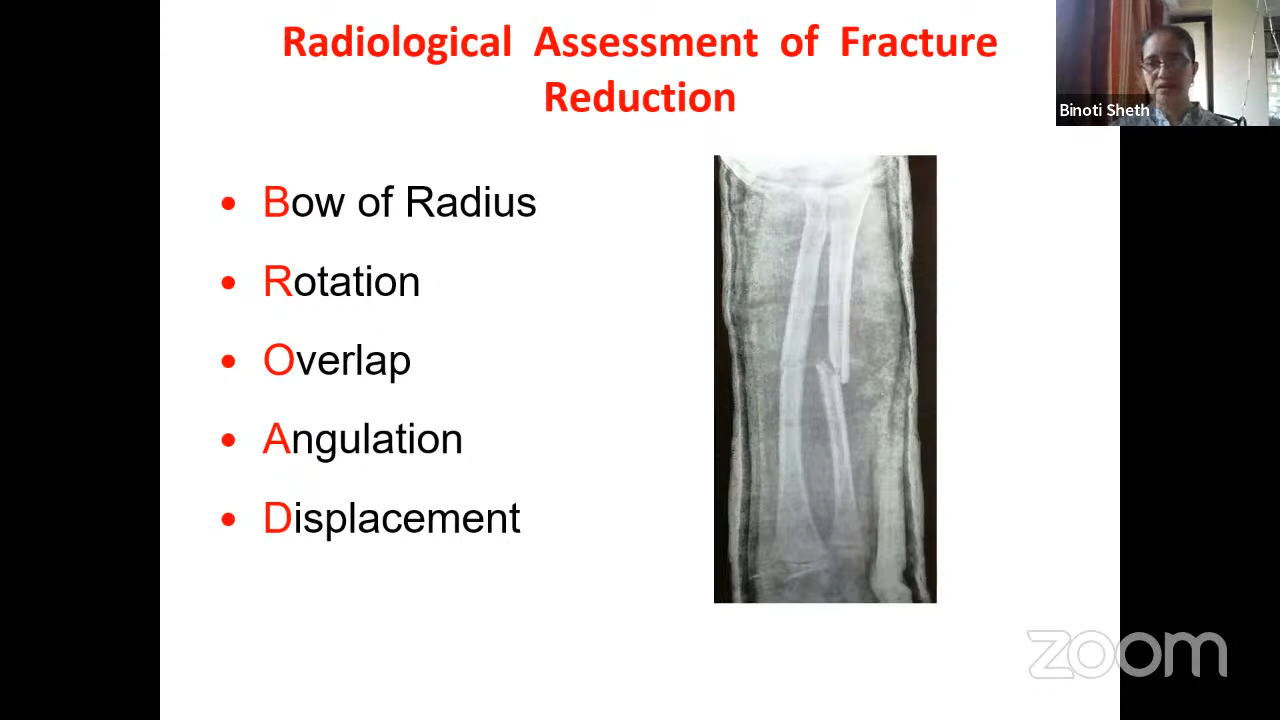 Radiological Assessment of Fracture
Reduction
Binoti Sheth
• Bow of Radius
• Rotation
• Overlap
• Angulation
• Displacement
zoom